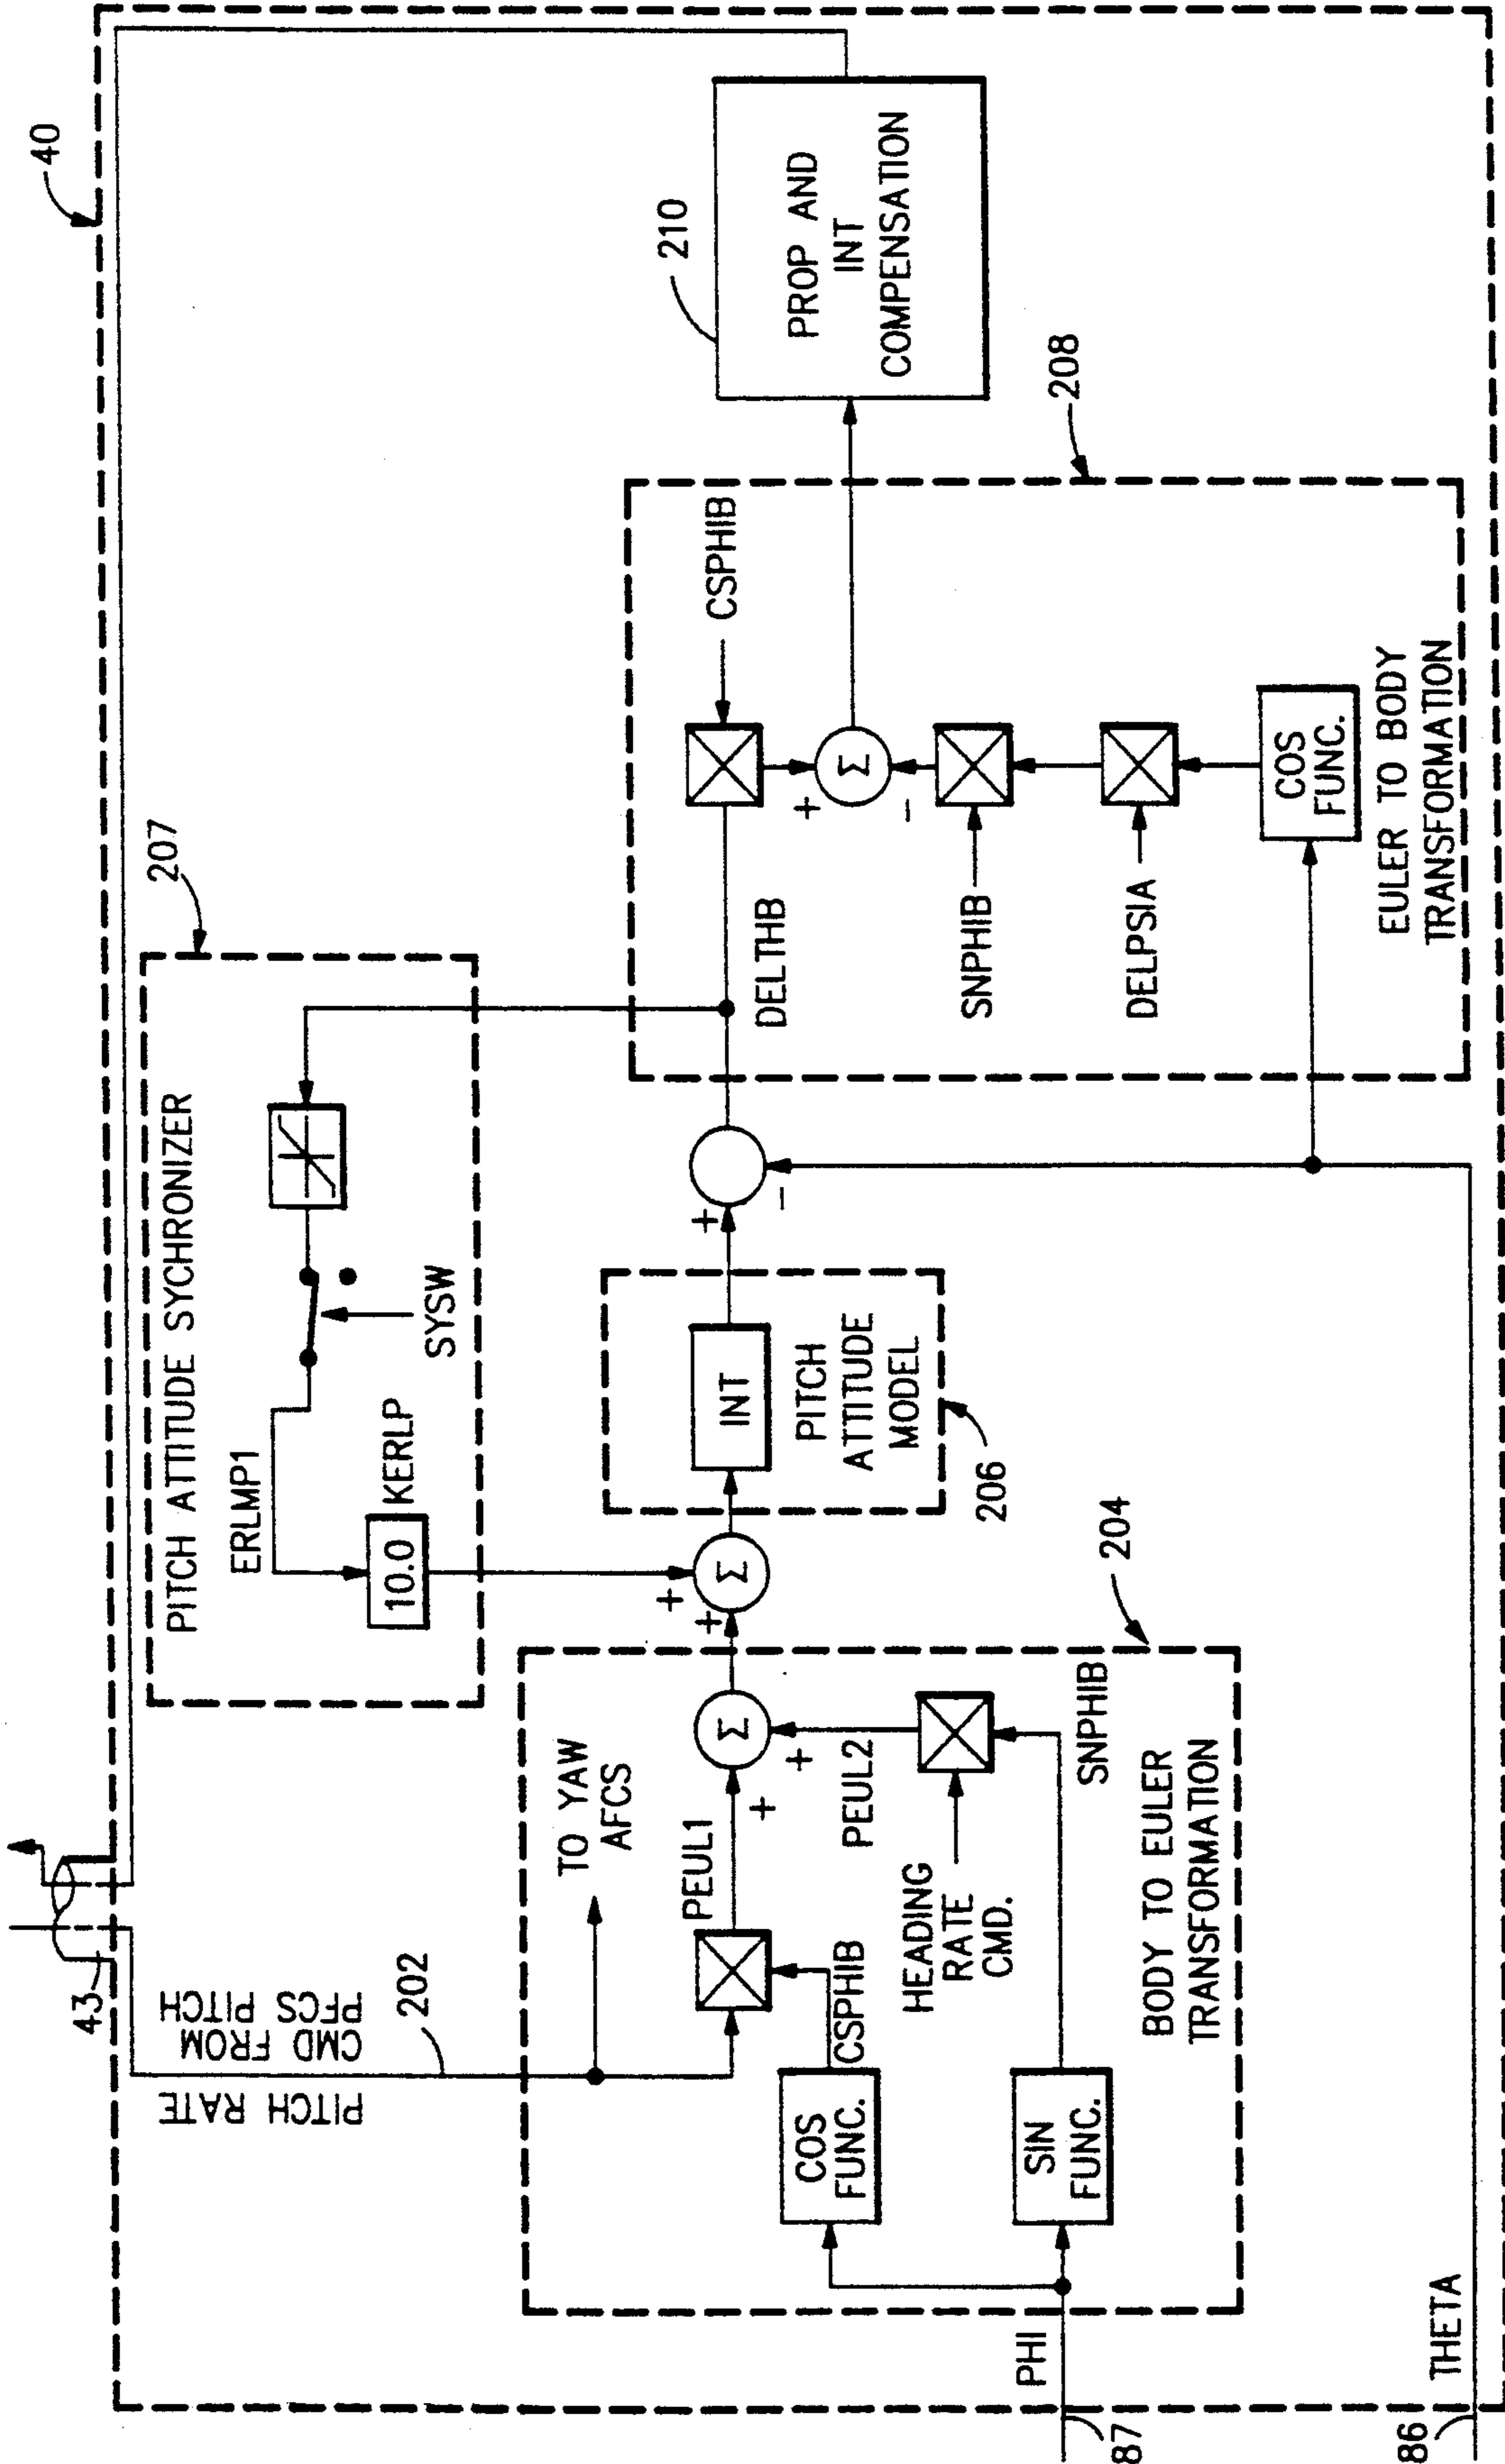 40
43
PITCH RATE
CMD FROM
PFCS PITCH
202
PITCH ATTITUDE SYCHRONIZER
207
ERLMP1
10.0
KERLP
SYSW
TO YAW
AFCS
PEUL1
+
Σ
+
PEUL2
CSPHIB
COS
FUNC.
HEADING
RATE
CMD.
SIN
FUNC.
SNPHIB
BODY TO EULER
TRANSFORMATION
204
PHI
87
THETA
86
+
+
Σ
INT
PITCH
ATTITUDE
MODEL
206
+
-
DELTHB
CSPHIB
+
Σ
-
SNPHIB
DELPSIA
COS
FUNC.
EULER TO BODY
TRANSFORMATION
208
210
PROP AND
INT
COMPENSATION